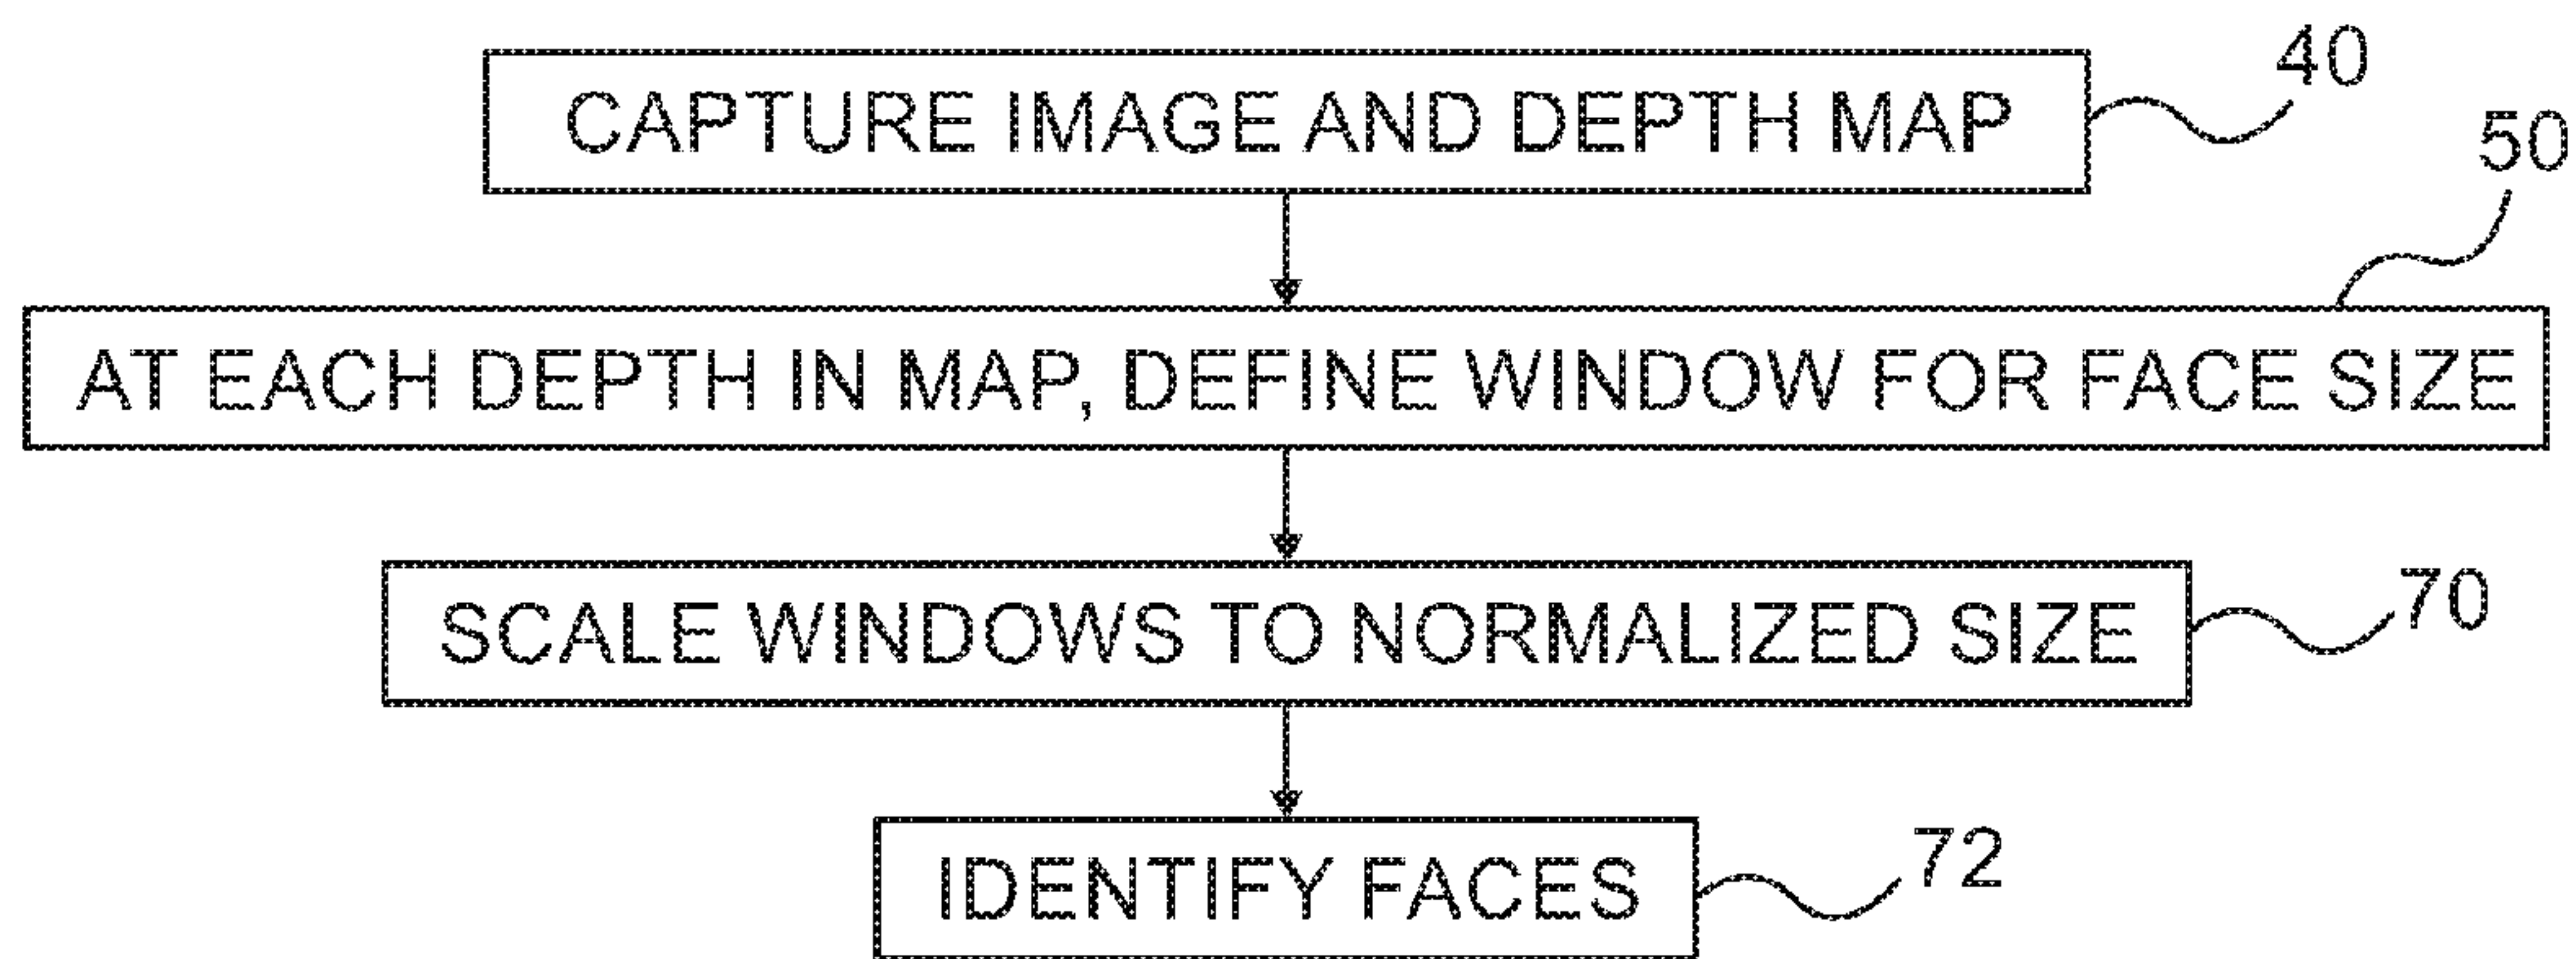 CAPTURE IMAGE AND DEPTH MAP
40
50
AT EACH DEPTH IN MAP, DEFINE WINDOW FOR FACE SIZE
SCALE WINDOWS TO NORMALIZED SIZE
70
IDENTIFY FACES
72